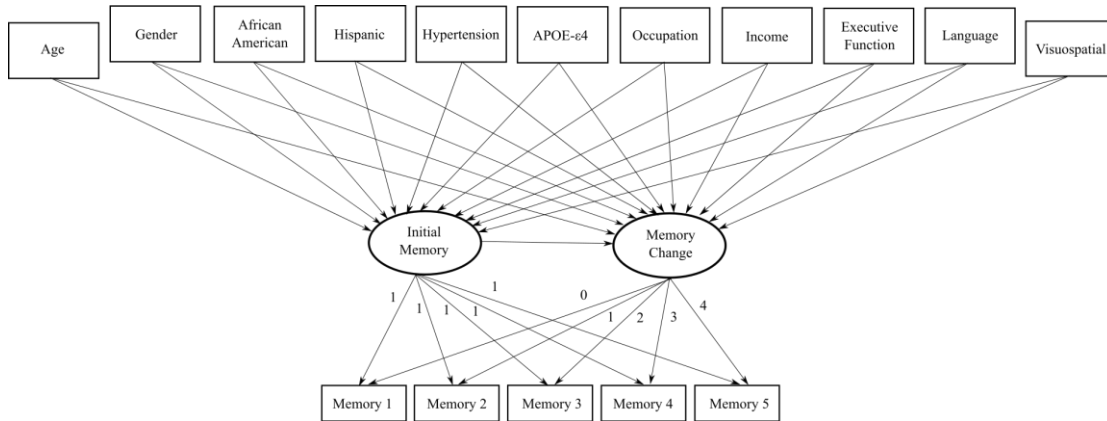 Age
Gender
African
American
Hispanic
Hypertension
APOE-ε4
Occupation
Income
Executive
Function
Language
Visuospatial
Initial
Memory
Memory
Change
1
1
1
1
1
0
1
2
3
4
Memory 1
Memory 2
Memory 3
Memory 4
Memory 5